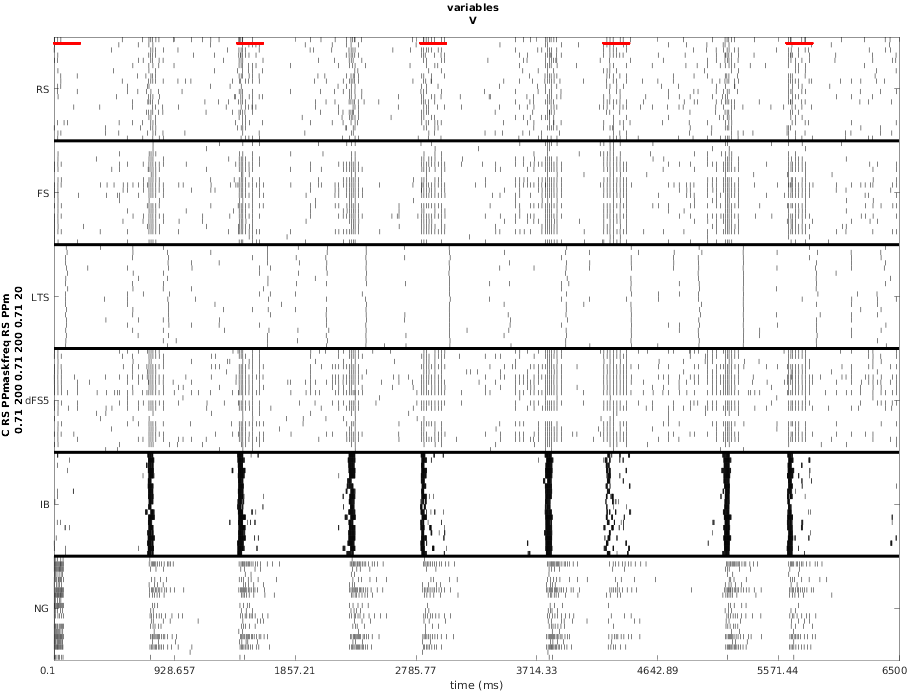 variables
V
C RS PPmaskfreq RS PPm
0.71 200 0.71 200 0.71 20
RS
FS
LTS
dFS5
IB
NG
0.1 928.657 1857.21 2785.77 3714.33 4642.89 5571.44 6500
time (ms)